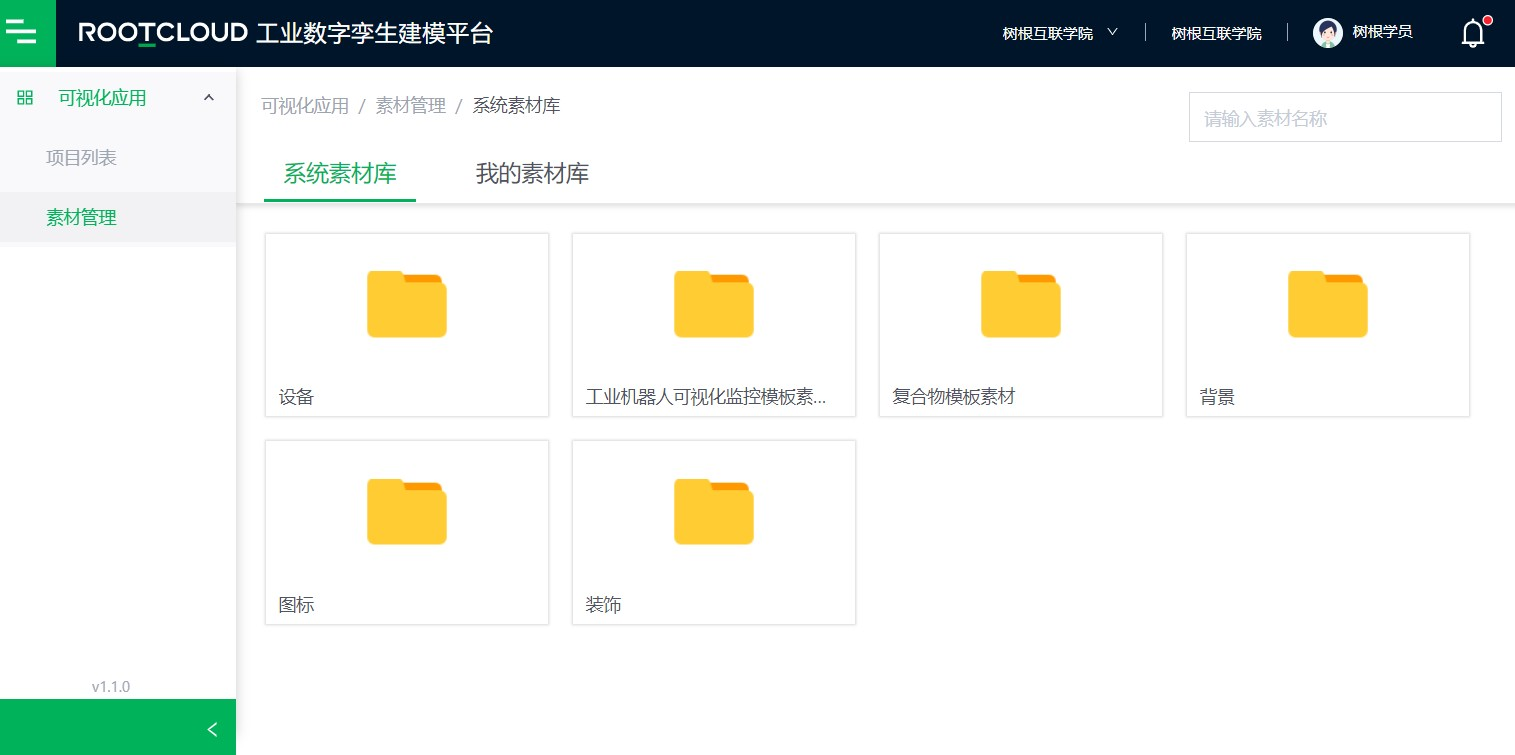 ROOTCLOUD 工业数字孪生建模平台
树根互联学院
树根互联学院
树根学员
可视化应用
项目列表
素材管理
v1.1.0
可视化应用 / 素材管理 / 系统素材库
请输入素材名称
系统素材库
我的素材库
设备
工业机器人可视化监控模板素...
复合物模板素材
背景
图标
装饰